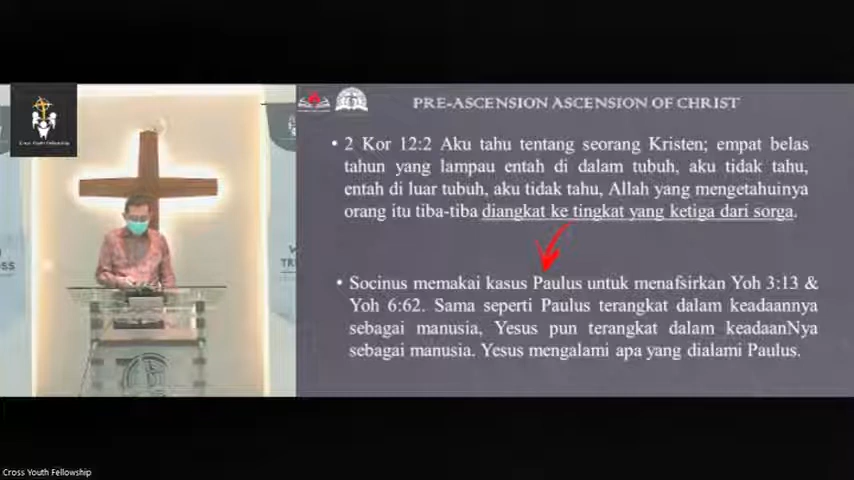 Cross Youth Fellowship
PRE-ASCENSION ASCENSION OF CHRIST
• 2 Kor 12:2 Aku tahu tentang seorang Kristen; empat belas
tahun yang lampau entah di dalam tubuh, aku tidak tahu,
entah di luar tubuh, aku tidak tahu, Allah yang mengetahuinya
orang itu tiba-tiba diangkat ke tingkat yang ketiga dari sorga.
• Socinus memakai kasus Paulus untuk menafsirkan Yoh 3:13 &
Yoh 6:62. Sama seperti Paulus terangkat dalam keadaannya
sebagai manusia, Yesus pun terangkat dalam keadaanNya
sebagai manusia. Yesus mengalami apa yang dialami Paulus.
Cross Youth Fellowship